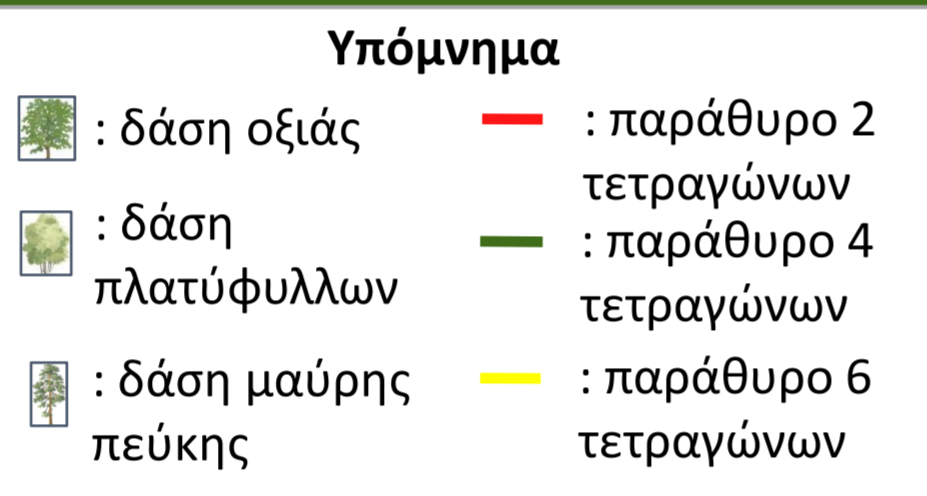 Υπόμνημα
: δάση οξιάς
: δάση
πλατύφυλλων
: δάση μαύρης
πεύκης
: παράθυρο 2
τετραγώνων
: παράθυρο 4
τετραγώνων
: παράθυρο 6
τετραγώνων